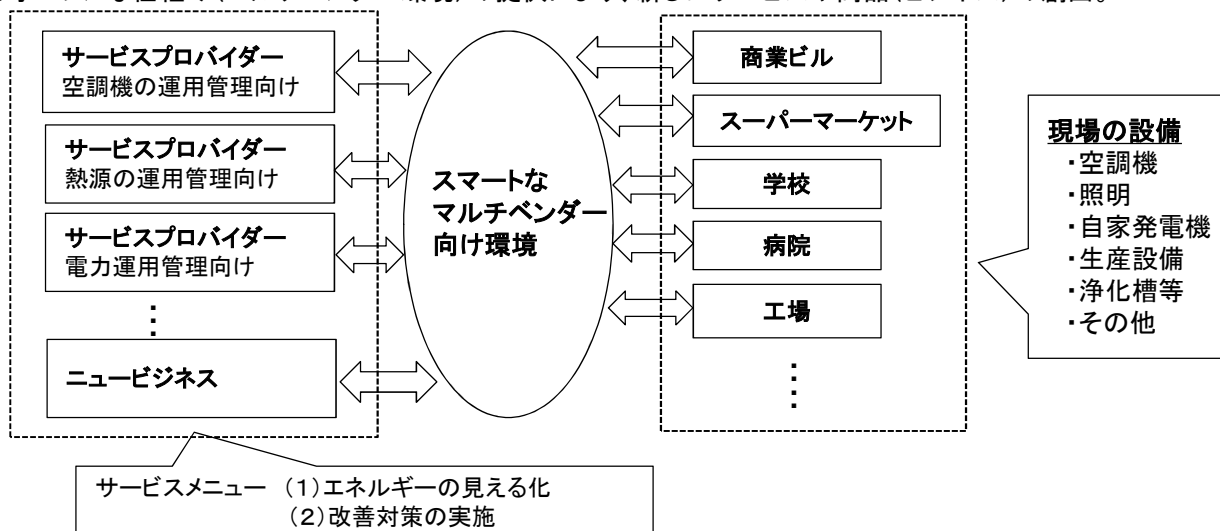 サービスプロバイダー
空調機の運用管理向け
サービスプロバイダー
熱源の運用管理向け
サービスプロバイダー
電力運用管理向け
ニュービジネス
スマートな
マルチベンダー
向け環境
商業ビル
スーパーマーケット
学校
病院
工場
現場の設備
・空調機
・照明
・自家発電機
・生産設備
・浄化槽等
・その他
サービスメニュー (1)エネルギーの見える化
(2)改善対策の実施